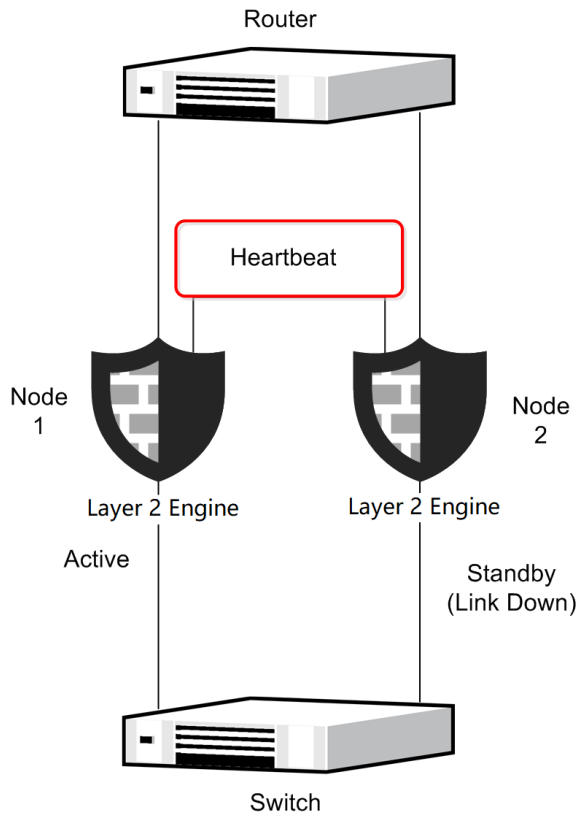 Router
Heartbeat
Node
1
Node
2
Layer 2 Engine
Layer 2 Engine
Active
Standby
(Link Down)
Switch